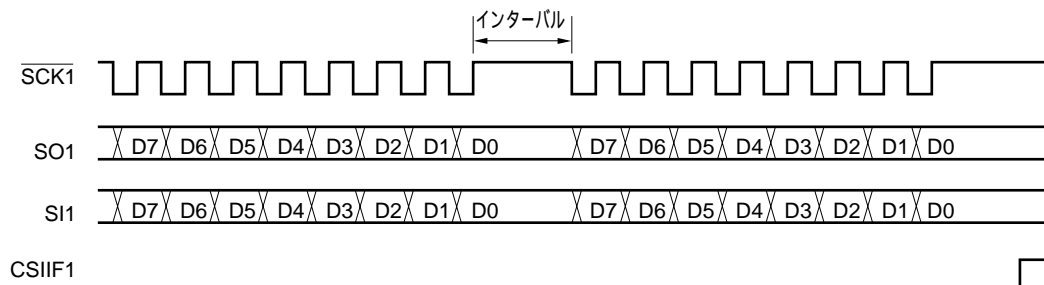 インターバル
SCK1
SO1 D7 D6 D5 D4 D3 D2 D1 D0 D7 D6 D5 D4 D3 D2 D1 D0
SI1 D7 D6 D5 D4 D3 D2 D1 D0 D7 D6 D5 D4 D3 D2 D1 D0
CSIIF1